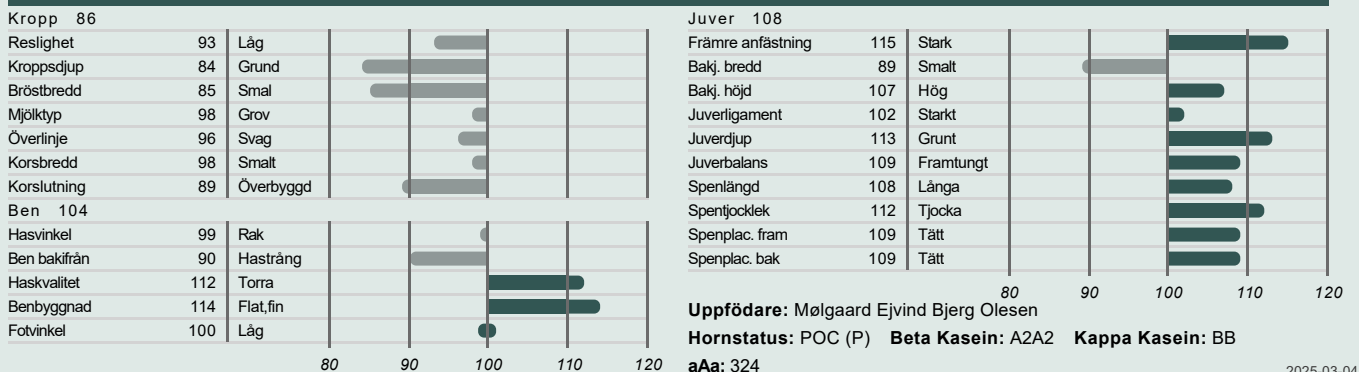 Kropp 86
Reslighet 93 Låg
Kroppsdjup 84 Grund
Bröstbredd 85 Smal
Mjölktyp 98 Grov
Överlinje 96 Svag
Korsbredd 98 Smalt
Korslutning 89 Överbyggd
Ben 104
Hasvinkel 99 Rak
Ben bakifrån 90 Hastrång
Haskvalitet 112 Torra
Benbyggnad 114 Flat,fin
Fotvinkel 100 Låg
80 90 100 110 120
Juver 108
Främre anfästning 115 Stark
Bakj. bredd 89 Smalt
Bakj. höjd 107 Hög
Juverligament 102 Starkt
Juverdjup 113 Grunt
Juverbalans 109 Framtungt
Spenlängd 108 Långa
Spentjocklek 112 Tjocka
Spenplac. fram 109 Tätt
Spenplac. bak 109 Tätt
80 90 100 110 120
Uppfödare: Mølgaard Ejvind Bjerg Olesen
Hornstatus: POC (P) Beta Kasein: A2A2 Kappa Kasein: BB
aAa: 324
2025-03-04